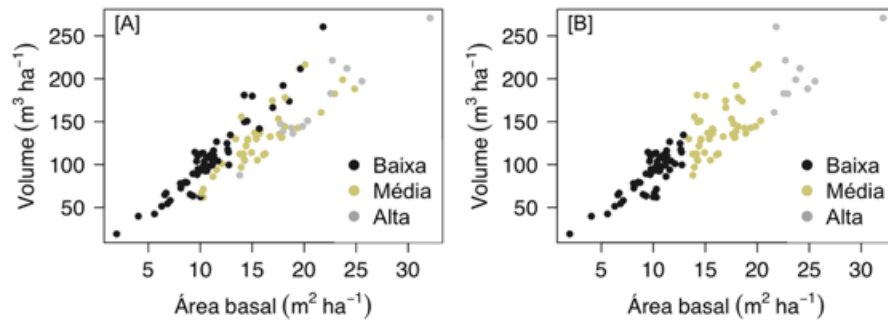 [A]
Volume (m³ ha⁻¹)
250
200
150
100
50
Baixa
Média
Alta
5 10 15 20 25 30
Área basal (m² ha⁻¹)
[B]
Volume (m³ ha⁻¹)
250
200
150
100
50
Baixa
Média
Alta
5 10 15 20 25 30
Área basal (m² ha⁻¹)